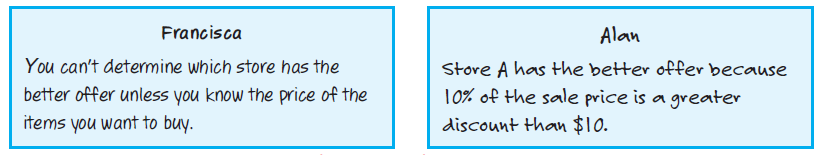 Francisca
You can't determine which store has the
better offer unless you know the price of the
items you want to buy.
Alan
Store A has the better offer because
10% of the sale price is a greater
discount than $10.